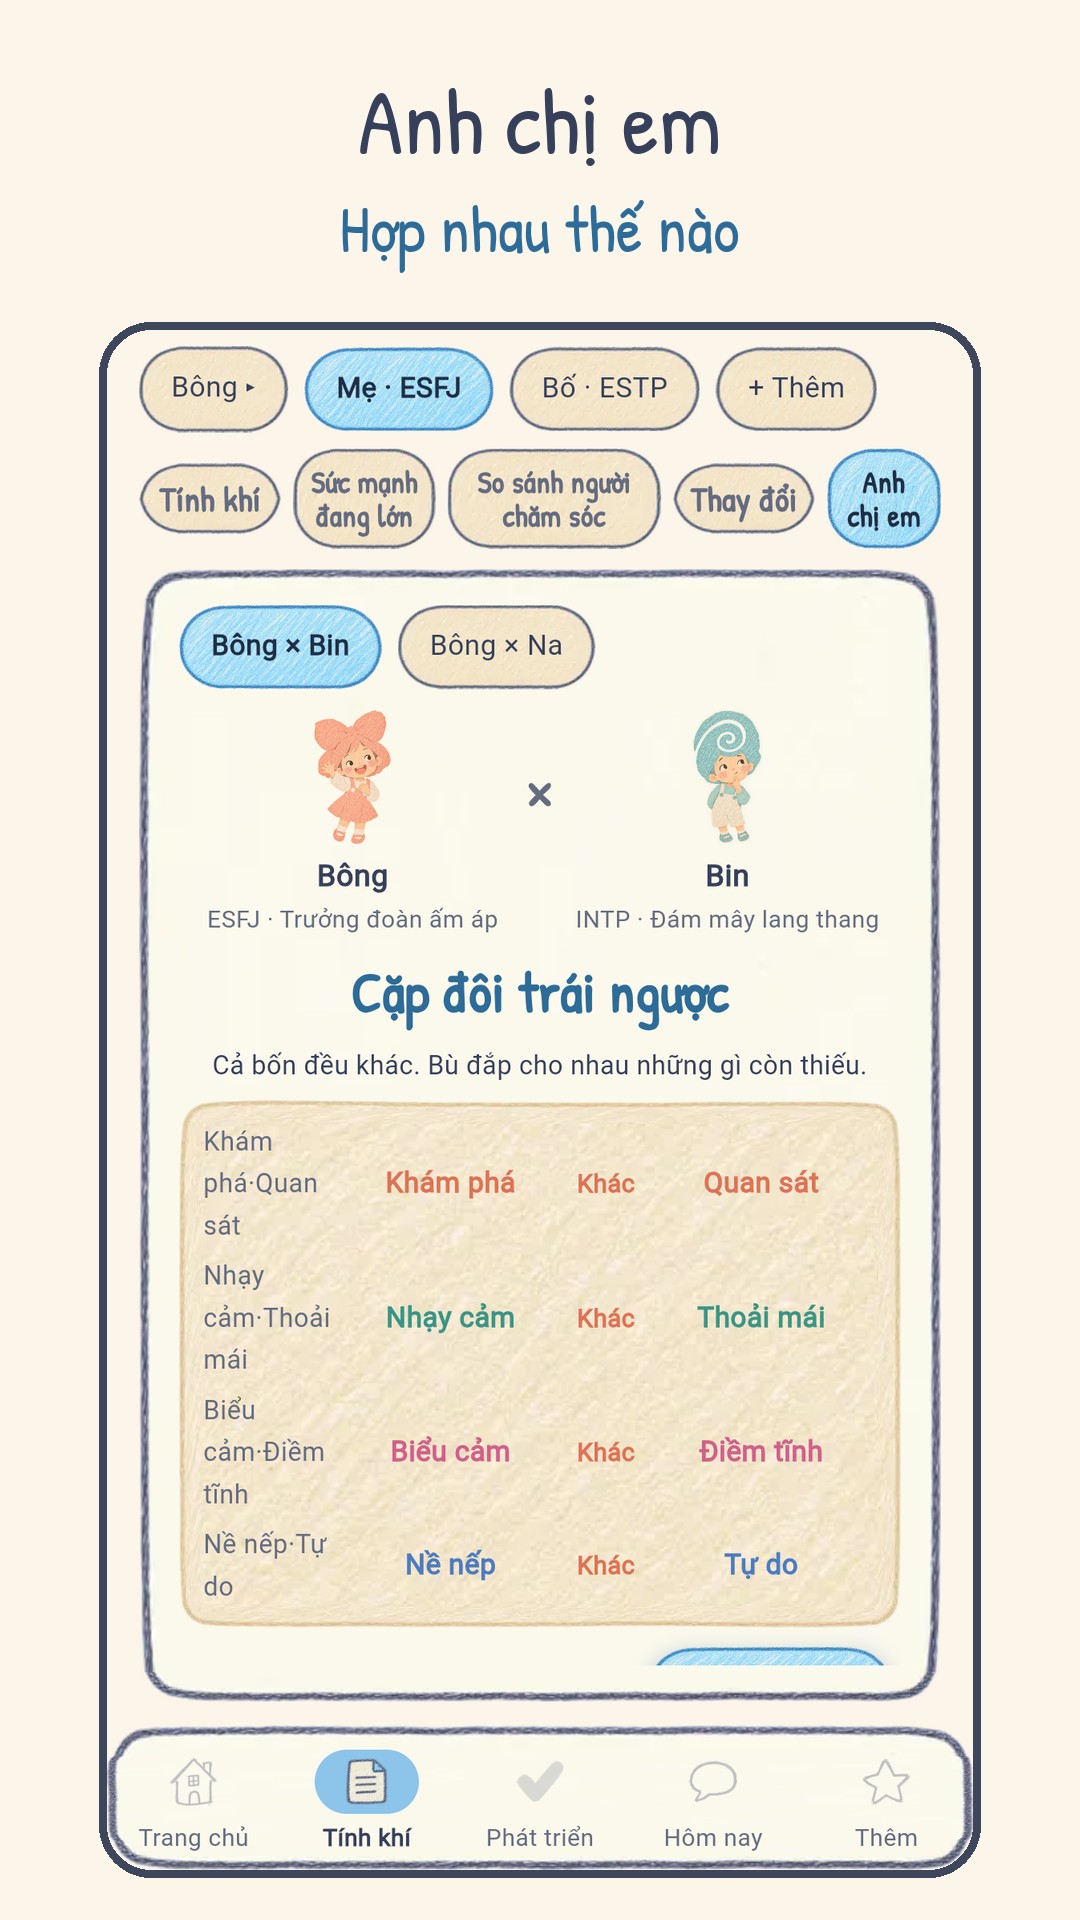 Anh chị em
Hợp nhau thế nào
Bông ▸
Mẹ · ESFJ
Bố · ESTP
+ Thêm
Tính khí
Sức mạnh
đang lớn
So sánh người
chăm sóc
Thay đổi
Anh
chị em
Bông × Bin
Bông × Na
×
Bông
Bin
ESFJ · Trưởng đoàn ấm áp
INTP · Đám mây lang thang
Cặp đôi trái ngược
Cả bốn đều khác. Bù đắp cho nhau những gì còn thiếu.
Khám
phá·Quan
sát
Khám phá
Khác
Quan sát
Nhạy
cảm·Thoải
mái
Nhạy cảm
Khác
Thoải mái
Biểu
cảm·Điềm
tĩnh
Biểu cảm
Khác
Điềm tĩnh
Nề nếp·Tự
do
Nề nếp
Khác
Tự do
Trang chủ
Tính khí
Phát triển
Hôm nay
Thêm